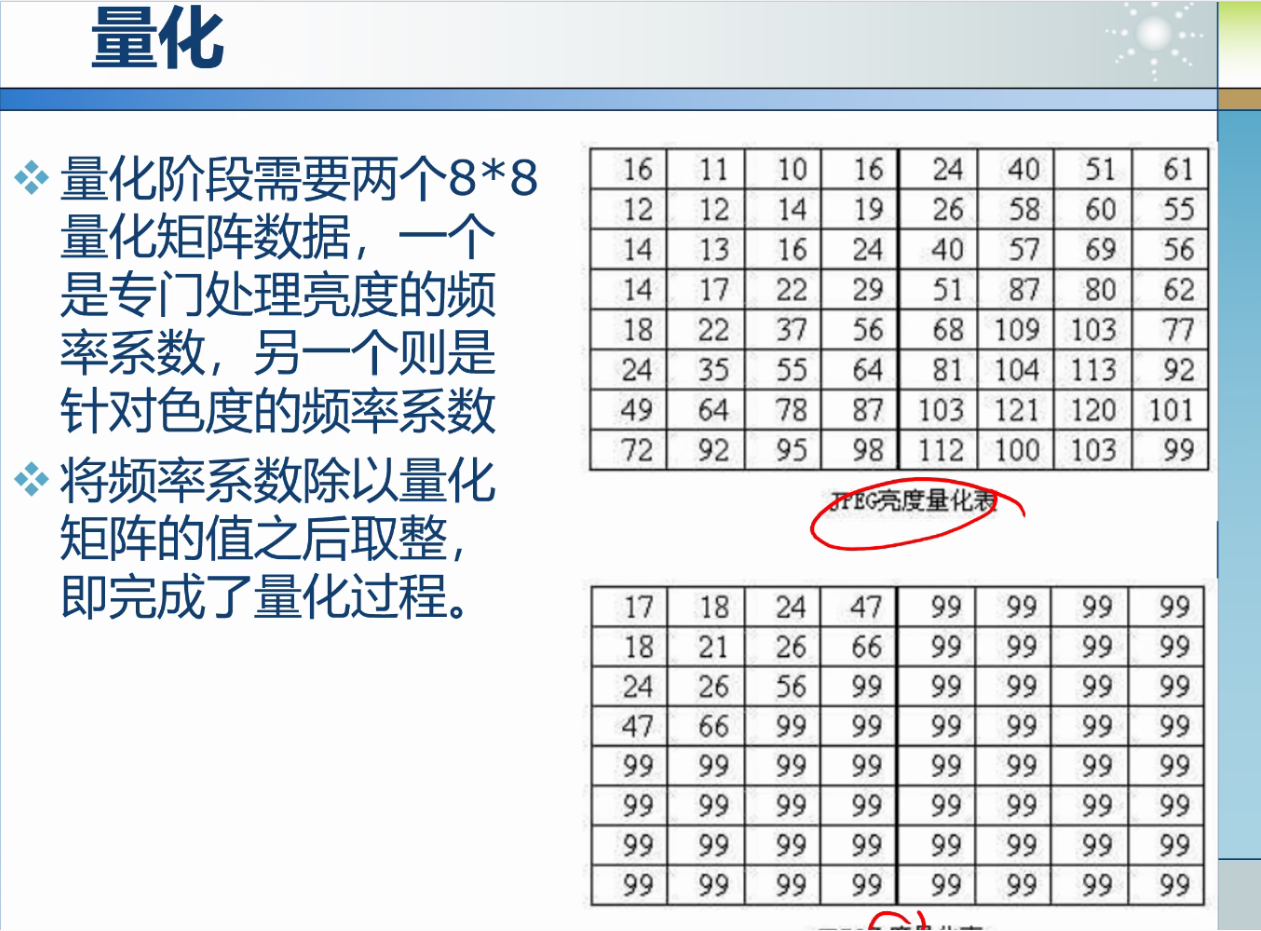 量化
量化阶段需要两个8*8
量化矩阵数据，一个
是专门处理亮度的频
率系数，另一个则是
针对色度的频率系数
将频率系数除以量化
矩阵的值之后取整，
即完成了量化过程。
16 11 10 16 24 40 51 61
12 12 14 19 26 58 60 55
14 13 16 24 40 57 69 56
14 17 22 29 51 87 80 62
18 22 37 56 68 109 103 77
24 35 55 64 81 104 113 92
49 64 78 87 103 121 120 101
72 92 95 98 112 100 103 99
JPEG亮度量化表
17 18 24 47 99 99 99 99
18 21 26 66 99 99 99 99
24 26 56 99 99 99 99 99
47 66 99 99 99 99 99 99
99 99 99 99 99 99 99 99
99 99 99 99 99 99 99 99
99 99 99 99 99 99 99 99
99 99 99 99 99 99 99 99